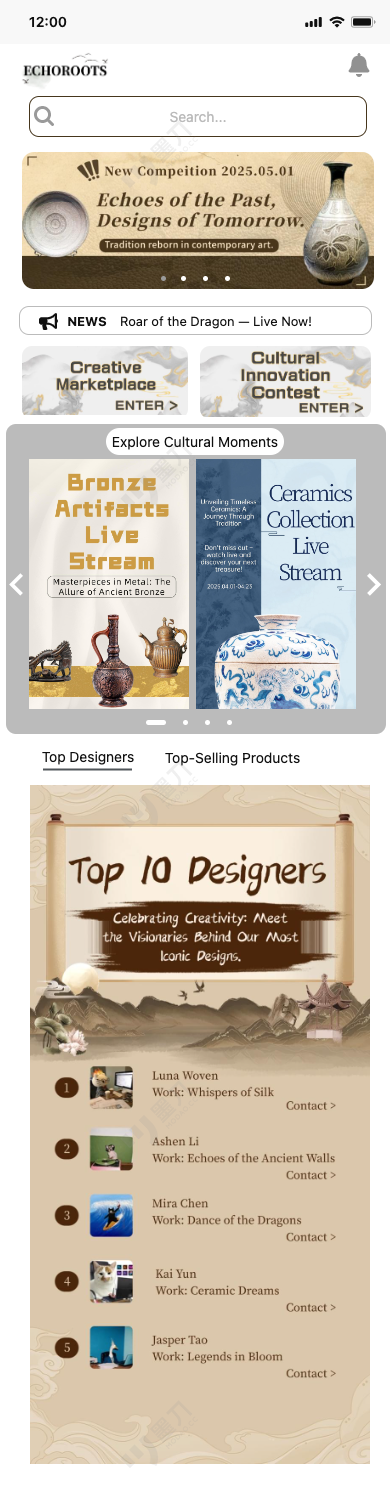 12:00
ECHOROOTS
Search...
New Compeition 2025.05.01
Echoes of the Past,
Designs of Tomorrow.
Tradition reborn in contemporary art.
NEWS Roar of the Dragon — Live Now!
Creative
Marketplace
ENTER >
Cultural
Innovation
Contest
ENTER >
Explore Cultural Moments
Bronze
Artifacts
Live
Stream
Masterpieces in Metal: The
Allure of Ancient Bronze
Ceramics
Collection
Live
Stream
Unveiling Timeless
Ceramics: A
Journey Through
Tradition
Don't miss out –
watch live and
discover your next
treasure!
2025.04.01-04.23
Top Designers
Top-Selling Products
Top 10 Designers
Celebrating Creativity: Meet
the Visionaries Behind Our Most
Iconic Designs.
1
Luna Woven
Work: Whispers of Silk
Contact >
2
Ashen Li
Work: Echoes of the Ancient Walls
Contact >
3
Mira Chen
Work: Dance of the Dragons
Contact >
4
Kai Yun
Work: Ceramic Dreams
Contact >
5
Jasper Tao
Work: Legends in Bloom
Contact >